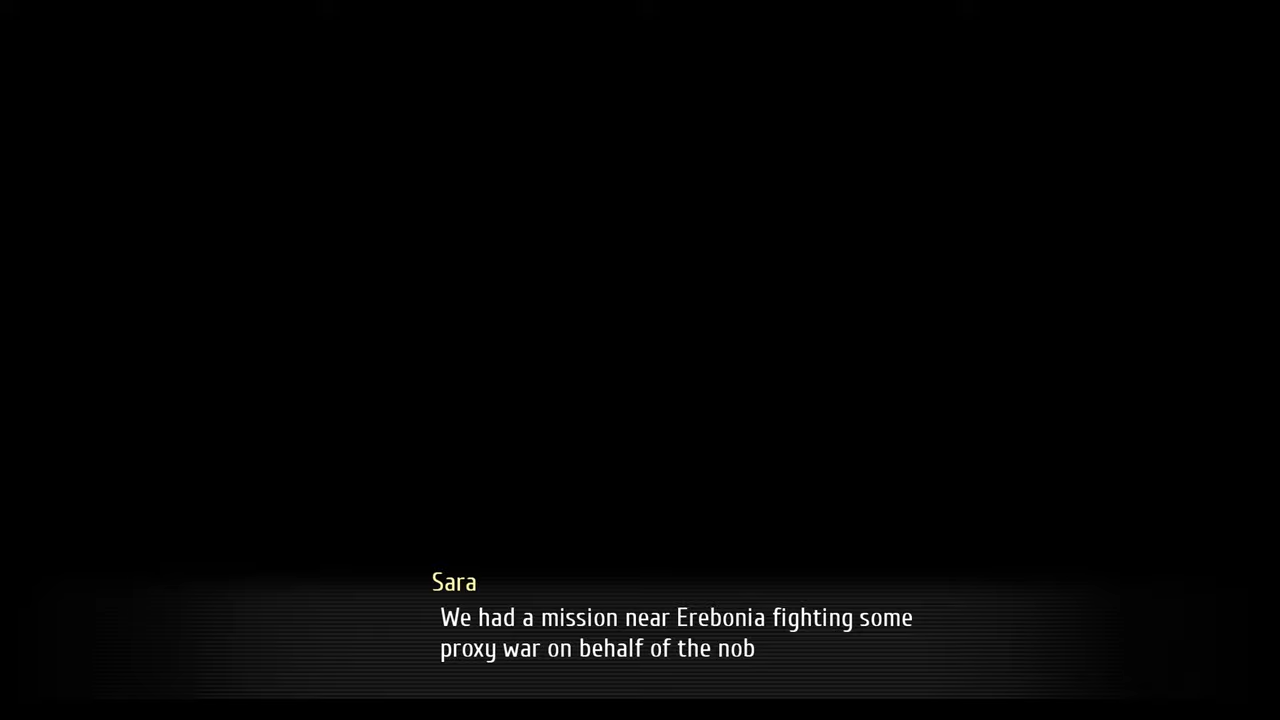 Sara
We had a mission near Erebonia fighting some
proxy war on behalf of the nob